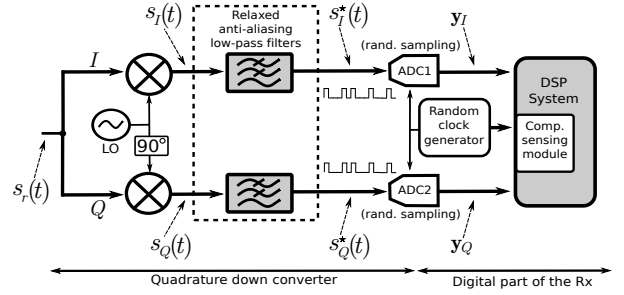 s_I(t)
Relaxed
anti-aliasing
low-pass filters
s_I^★(t)
(rand. sampling)
y_I
I
ADC1
DSP
System
LO
90°
Random
clock
generator
Comp.
sensing
module
s_r(t)
Q
ADC2
(rand. sampling)
s_Q(t)
s_Q^★(t)
y_Q
Quadrature down converter
Digital part of the Rx